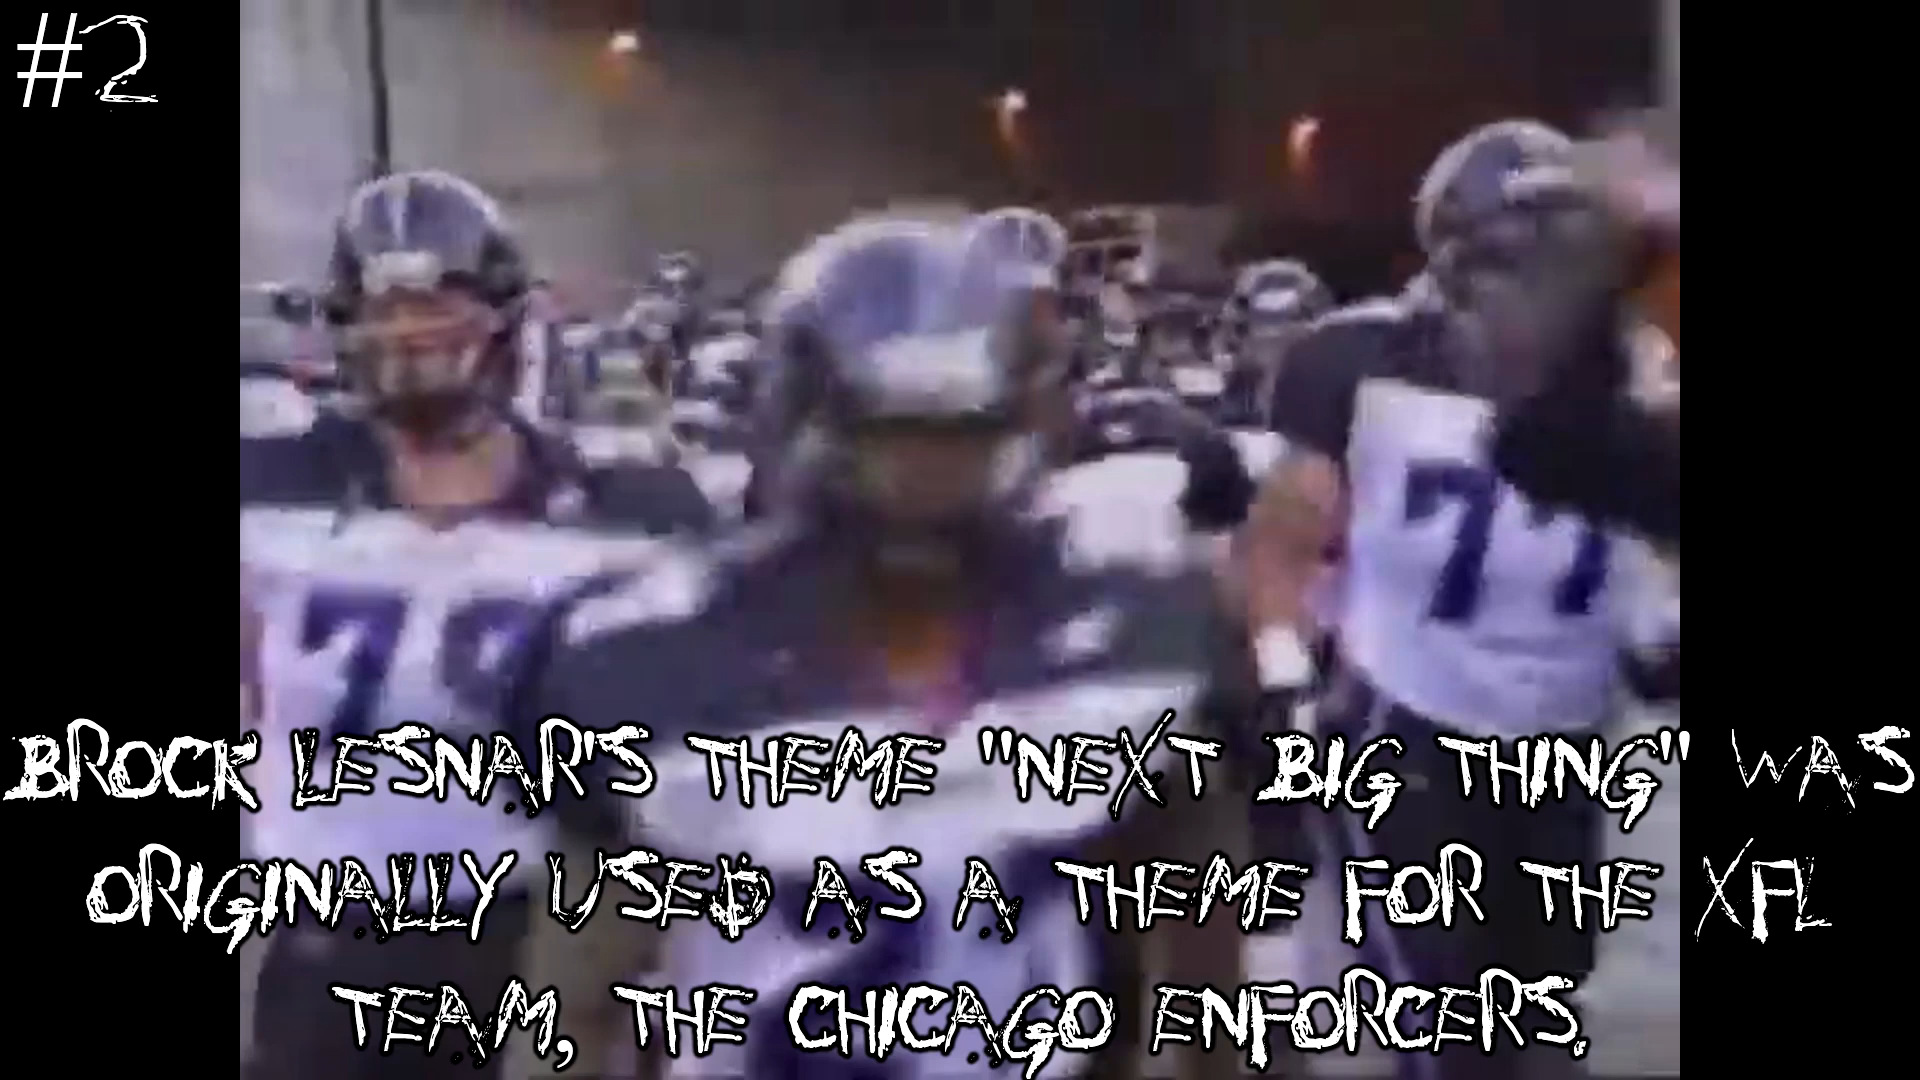 #2
BROCK LESNAR'S THEME "NEXT BIG THING" WAS
ORIGINALLY USED AS A THEME FOR THE XFL
TEAM, THE CHICAGO ENFORCERS.